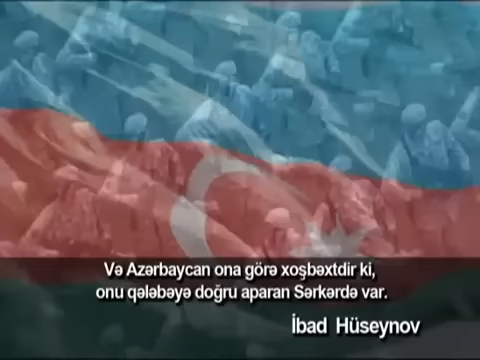 Və Azərbaycan ona görə xoşbəxtdir ki,
onu qələbəyə doğru aparan Sərkərdə var.
İbad Hüseynov